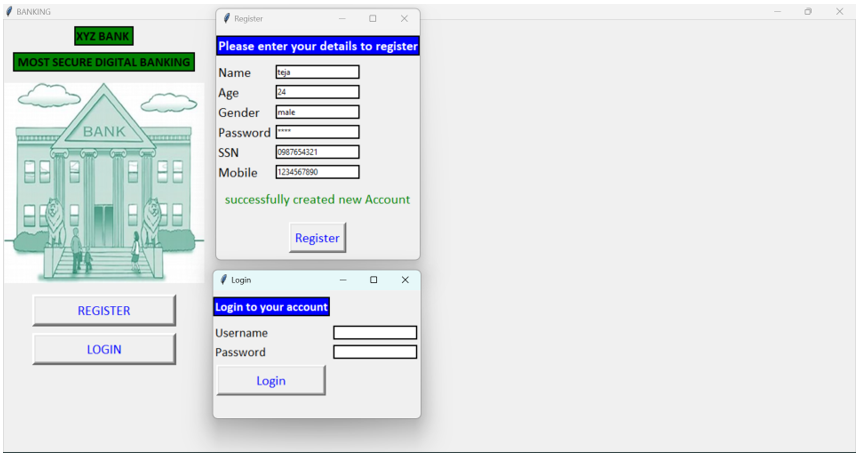 BANKING
XYZ BANK
MOST SECURE DIGITAL BANKING
BANK
REGISTER
LOGIN
Register
Please enter your details to register
Name teja
Age 24
Gender male
Password ****
SSN 0987654321
Mobile 1234567890
successfully created new Account
Register
Login
Login to your account
Username
Password
Login